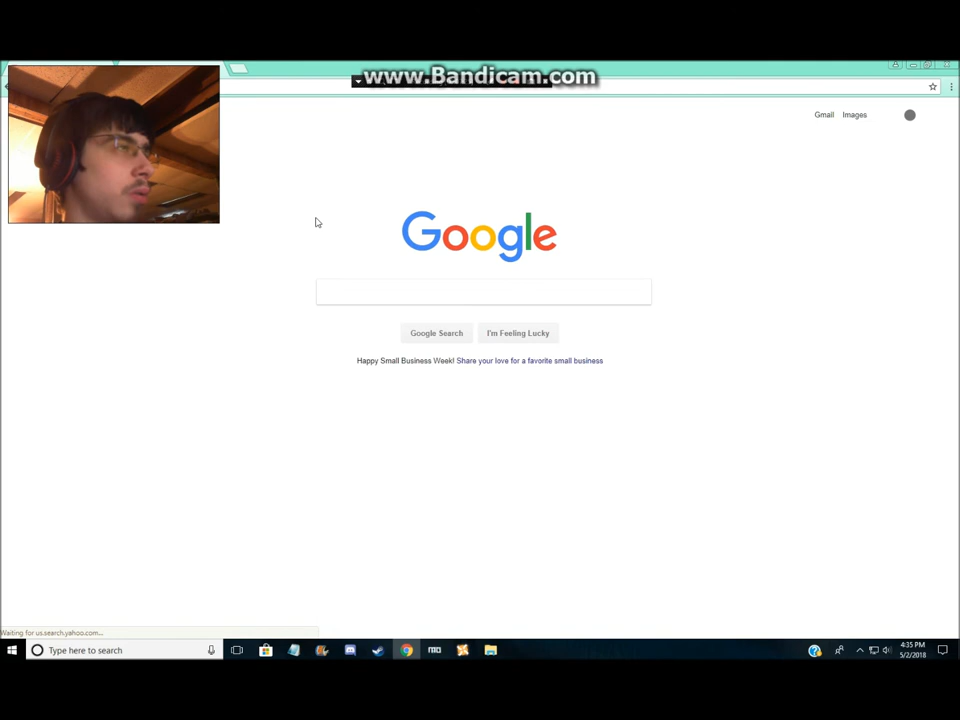 www.Bandicam.com
Gmail Images
Google
Google Search I'm Feeling Lucky
Happy Small Business Week! Share your love for a favorite small business
Waiting for us.search.yahoo.com...
Type here to search
4:35 PM
5/2/2018